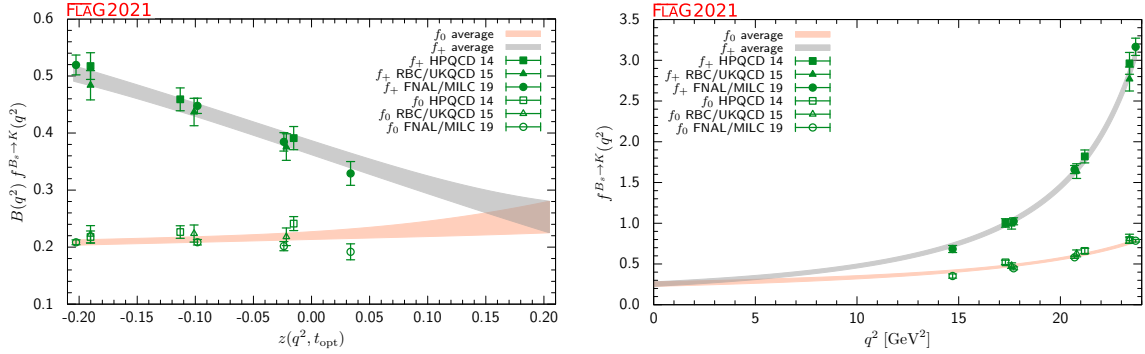 FLAG2021
f₀ average
f₊ average
f₊ HPQCD 14
f₊ RBC/UKQCD 15
f₊ FNAL/MILC 19
f₀ HPQCD 14
f₀ RBC/UKQCD 15
f₀ FNAL/MILC 19
B(q²) f^{B_s→K}(q²)
0.6
0.5
0.4
0.3
0.2
0.1
-0.20 -0.15 -0.10 -0.05 0.00 0.05 0.10 0.15 0.20
z(q², t_opt)
FLAG2021
f₀ average
f₊ average
f₊ HPQCD 14
f₊ RBC/UKQCD 15
f₊ FNAL/MILC 19
f₀ HPQCD 14
f₀ RBC/UKQCD 15
f₀ FNAL/MILC 19
f^{B_s→K}(q²)
3.5
3.0
2.5
2.0
1.5
1.0
0.5
0.0
0 5 10 15 20
q² [GeV²]